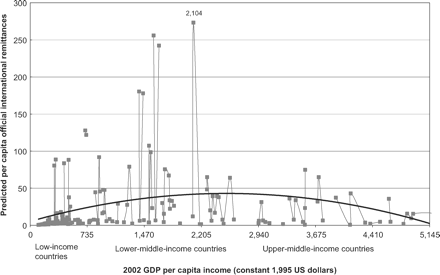 Predicted per capita official international remittances
300
250
200
150
100
50
0
2,104
0 735 1,470 2,205 2,940 3,675 4,410 5,145
Low-income
countries
Lower-middle-income countries
Upper-middle-income countries
2002 GDP per capita income (constant 1,995 US dollars)